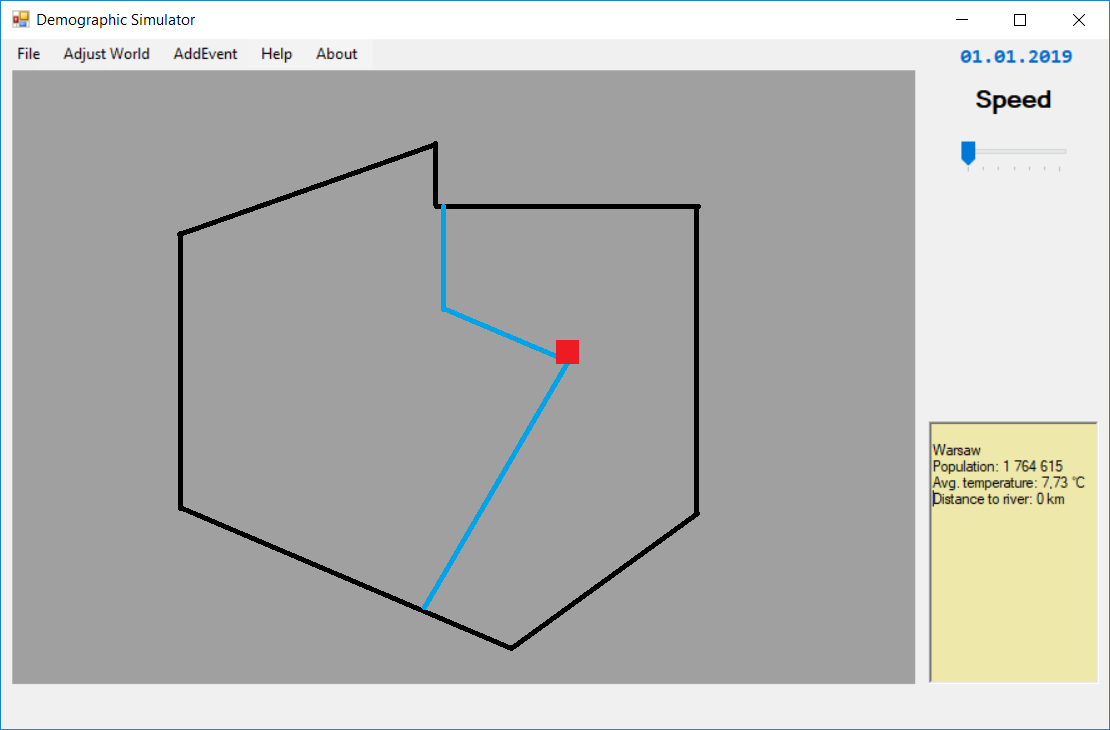 Demographic Simulator
File Adjust World AddEvent Help About
01.01.2019
Speed
Warsaw
Population: 1 764 615
Avg. temperature: 7,73 °C
Distance to river: 0 km